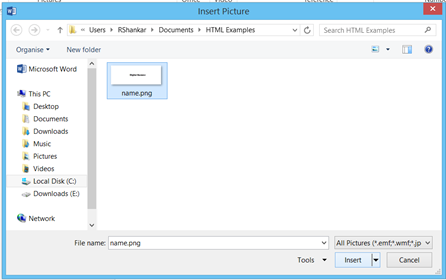 Insert Picture
« Users › RShankar › Documents › HTML Examples
Search HTML Examples
Organise New folder
Microsoft Word
This PC
Desktop
Documents
Downloads
Music
Pictures
Videos
Local Disk (C:)
Downloads (E:)
Network
name.png
File name: name.png
All Pictures (*.emf;*.wmf;*.jp
Tools Insert Cancel